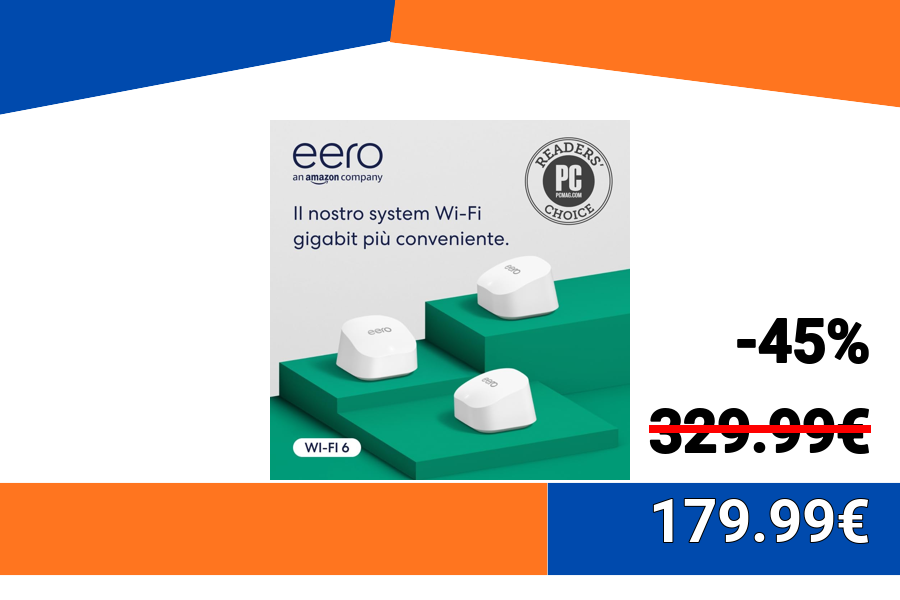 eero
an amazon company
READERS'
PC
PCMAG.COM
CHOICE
Il nostro system Wi-Fi
gigabit più conveniente.
eero
eero
eero
WI-FI 6
-45%
329.99€
179.99€